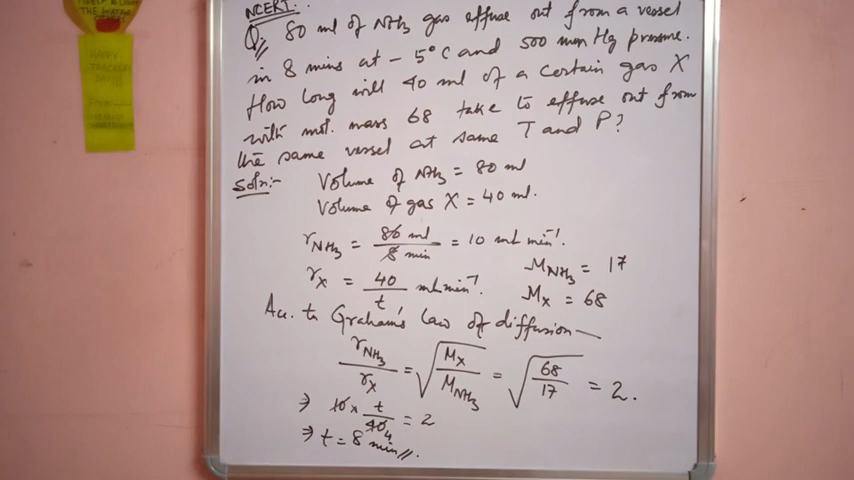 HAPPY
TEACHERS
DAY!!!
NCERT.
Q. 80 ml of NH3 gas effuse out from a vessel
in 8 mins at - 5°C and 500 mm Hg pressure.
How long will 40 ml of a certain gas X
with mol. mass 68 take to effuse out from
the same vessel at same T and P?
Soln:- Volume of NH3 = 80 ml
Volume of gas X = 40 ml.
rNH3 = 80 ml / 8 min = 10 mL min⁻¹.
MNH3 = 17
rX = 40 / t mL min⁻¹.
MX = 68
Acc. to Graham's Law of diffusion—
rNH3 / rX = √(MX / MNH3) = √(68 / 17) = 2.
⇒ 10 × t / 40 4 = 2
⇒ t = 8 min//.